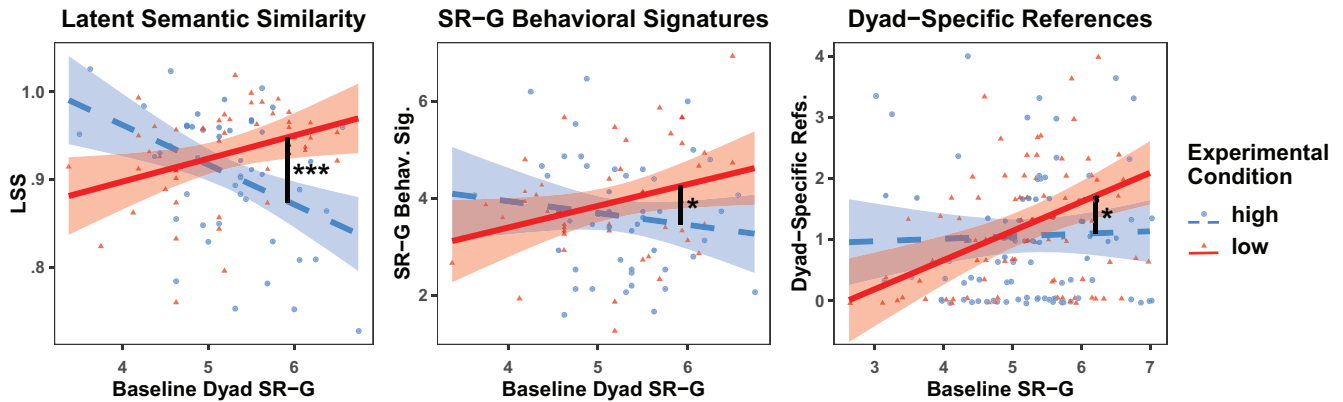 Latent Semantic Similarity
LSS
1.0
.9
.8
***
4
5
6
Baseline Dyad SR−G
SR−G Behavioral Signatures
SR−G Behav. Sig.
6
4
2
*
4
5
6
Baseline Dyad SR−G
Dyad−Specific References
Dyad−Specific Refs.
4
3
2
1
0
*
3
4
5
6
7
Baseline SR−G
Experimental
Condition
high
low